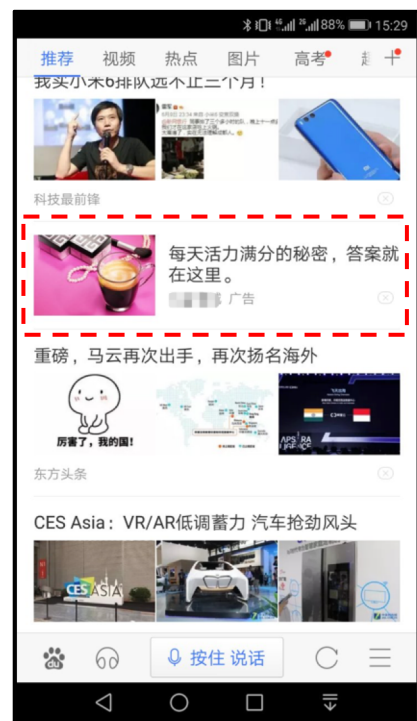 46 26 88% 15:29
推荐 视频 热点 图片 高考
我买小米6排队远不止三个月！
科技最前锋
每天活力满分的秘密，答案就
在这里。
广告
重磅，马云再次出手，再次扬名海外
厉害了，我的国！
东方头条
CES Asia：VR/AR低调蓄力 汽车抢劲风头
CES ASIA
du
按住 说话